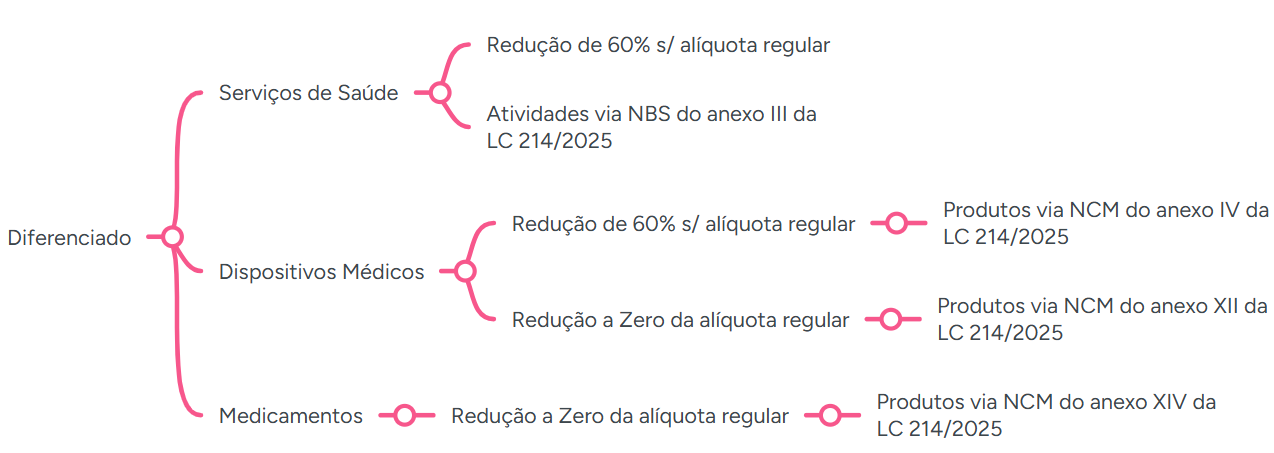 Diferenciado
Serviços de Saúde
Redução de 60% s/ alíquota regular
Atividades via NBS do anexo III da
LC 214/2025
Dispositivos Médicos
Redução de 60% s/ alíquota regular
Produtos via NCM do anexo IV da
LC 214/2025
Redução a Zero da alíquota regular
Produtos via NCM do anexo XII da
LC 214/2025
Medicamentos
Redução a Zero da alíquota regular
Produtos via NCM do anexo XIV da
LC 214/2025